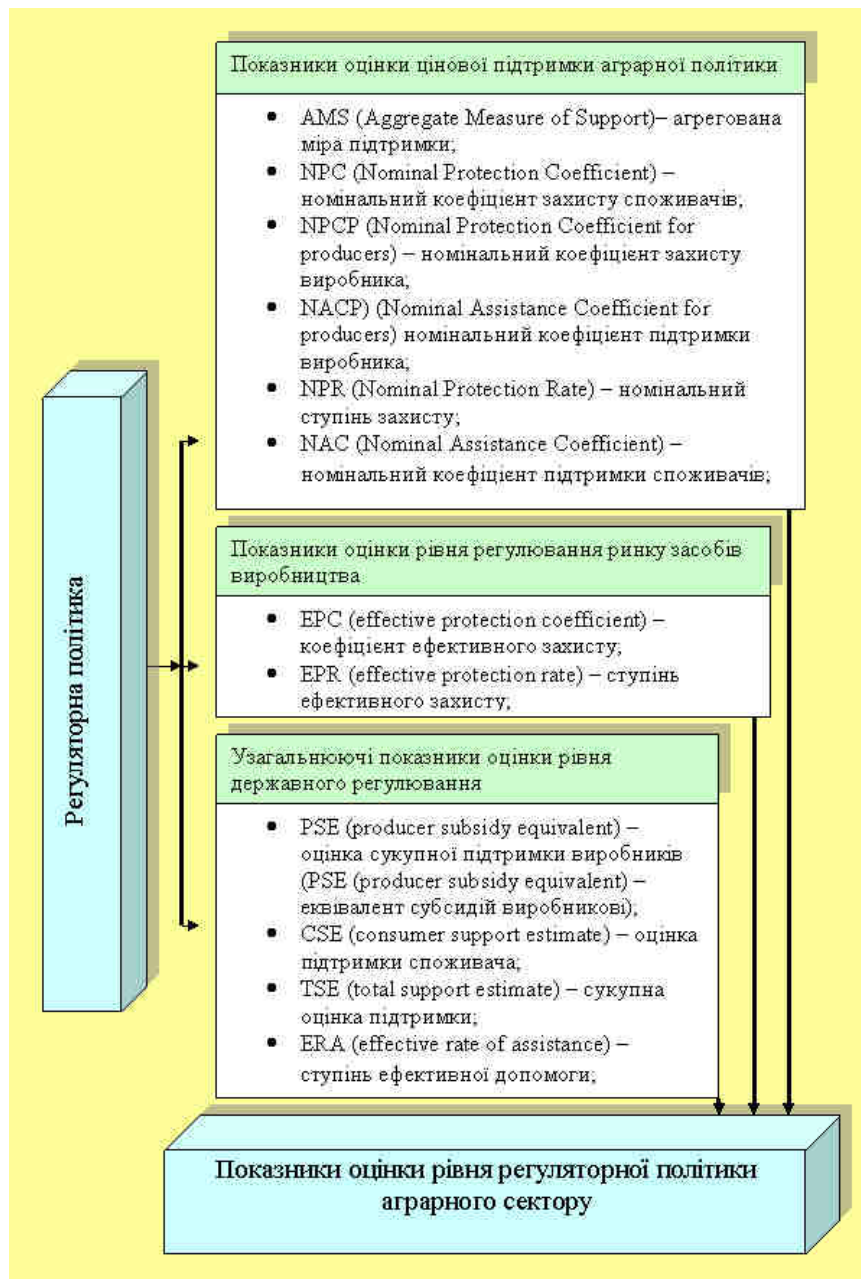 Показники оцінки цінової підтримки аграрної політики
• AMS (Aggregate Measure of Support)– агрегована
міра підтримки;
• NPC (Nominal Protection Coefficient) –
номінальний коефіцієнт захисту споживачів;
• NPCP (Nominal Protection Coefficient for
producers) – номінальний коефіцієнт захисту
виробника;
• NACP) (Nominal Assistance Coefficient for
producers) номінальний коефіцієнт підтримки
виробника;
• NPR (Nominal Protection Rate) – номінальний
ступінь захисту;
• NAC (Nominal Assistance Coefficient) –
номінальний коефіцієнт підтримки споживачів;
Регуляторна політика
Показники оцінки рівня регулювання ринку засобів
виробництва
• EPC (effective protection coefficient) –
коефіцієнт ефективного захисту;
• EPR (effective protection rate) – ступінь
ефективного захисту;
Узагальнюючі показники оцінки рівня
державного регулювання
• PSE (producer subsidy equivalent) –
оцінка сукупної підтримки виробників
(PSE (producer subsidy equivalent) –
еквівалент субсидій виробникові);
• CSE (consumer support estimate) – оцінка
підтримки споживача;
• TSE (total support estimate) – сукупна
оцінка підтримки;
• ERA (effective rate of assistance) –
ступінь ефективної допомоги;
Показники оцінки рівня регуляторної політики
аграрного сектору